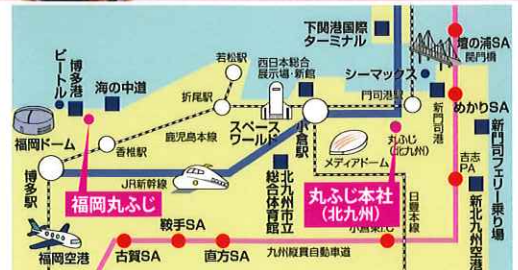 下関港国際
ターミナル
壇の浦SA
関門橋
若松駅
西日本総合
展示場・新館
シーマックス
ビートル
博多港
海の中道
折尾駅
門司港駅
新門司港
めかりSA
福岡ドーム
鹿児島本線
スペース
ワールド
小倉駅
丸ふじ
(北九州)
新門司フェリー乗り場
香椎駅
メディアドーム
吉志
PA
博多駅
JR新幹線
北九州市立
総合体育館
福岡丸ふじ
丸ふじ本社
(北九州)
日豊本線
新北九州空港
鞍手SA
小倉東I.C
福岡空港
古賀SA
直方SA
九州縦貫自動車道